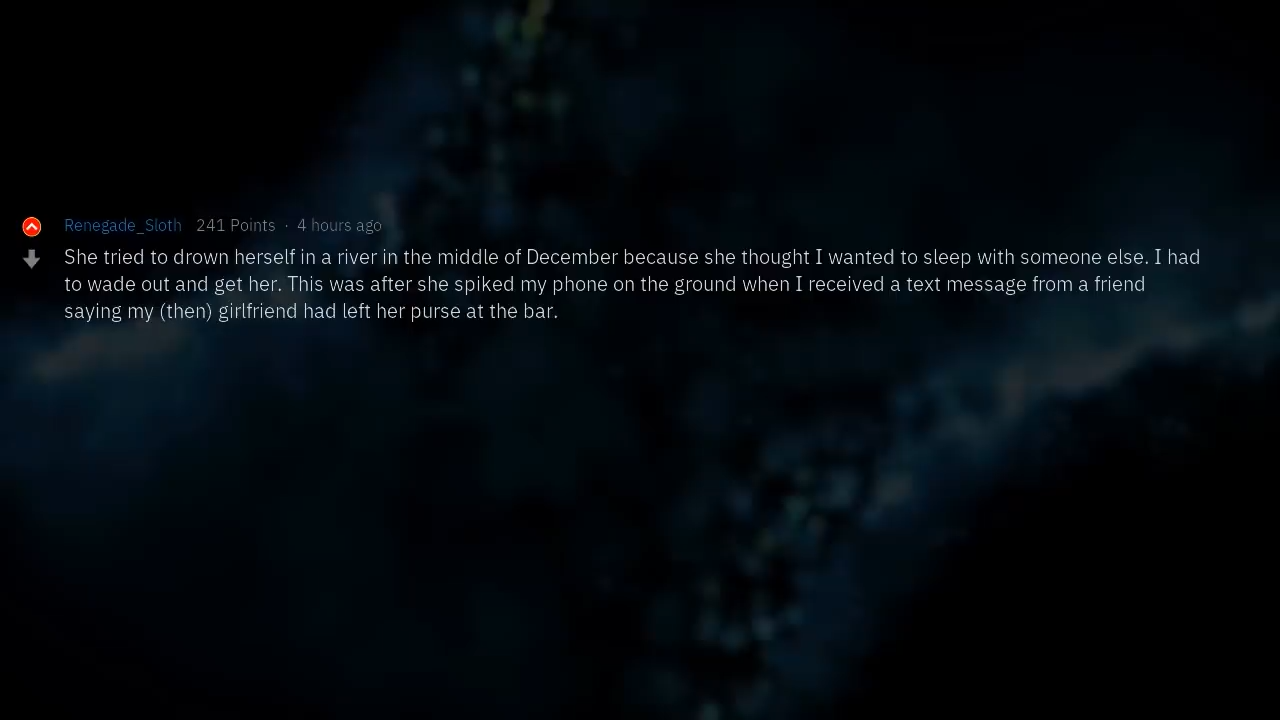 Renegade_Sloth 241 Points · 4 hours ago
She tried to drown herself in a river in the middle of December because she thought I wanted to sleep with someone else. I had
to wade out and get her. This was after she spiked my phone on the ground when I received a text message from a friend
saying my (then) girlfriend had left her purse at the bar.